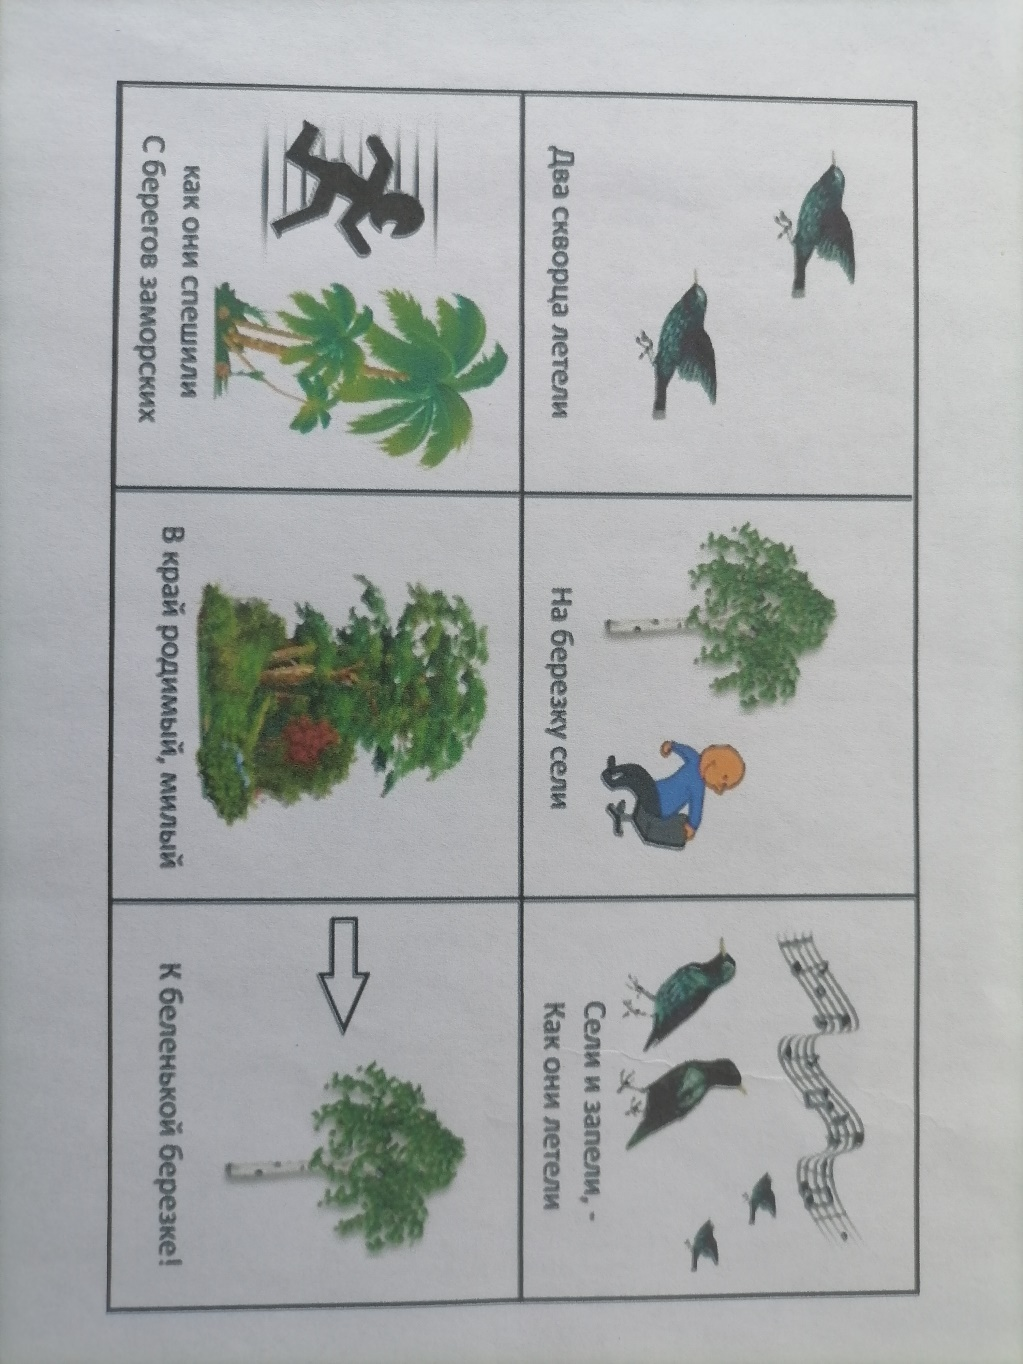 Два скворца летели
На березку сели
Сели и запели, -
Как они летели
как они спешили
С берегов заморских
В край родимый, милый
К беленькой березке!